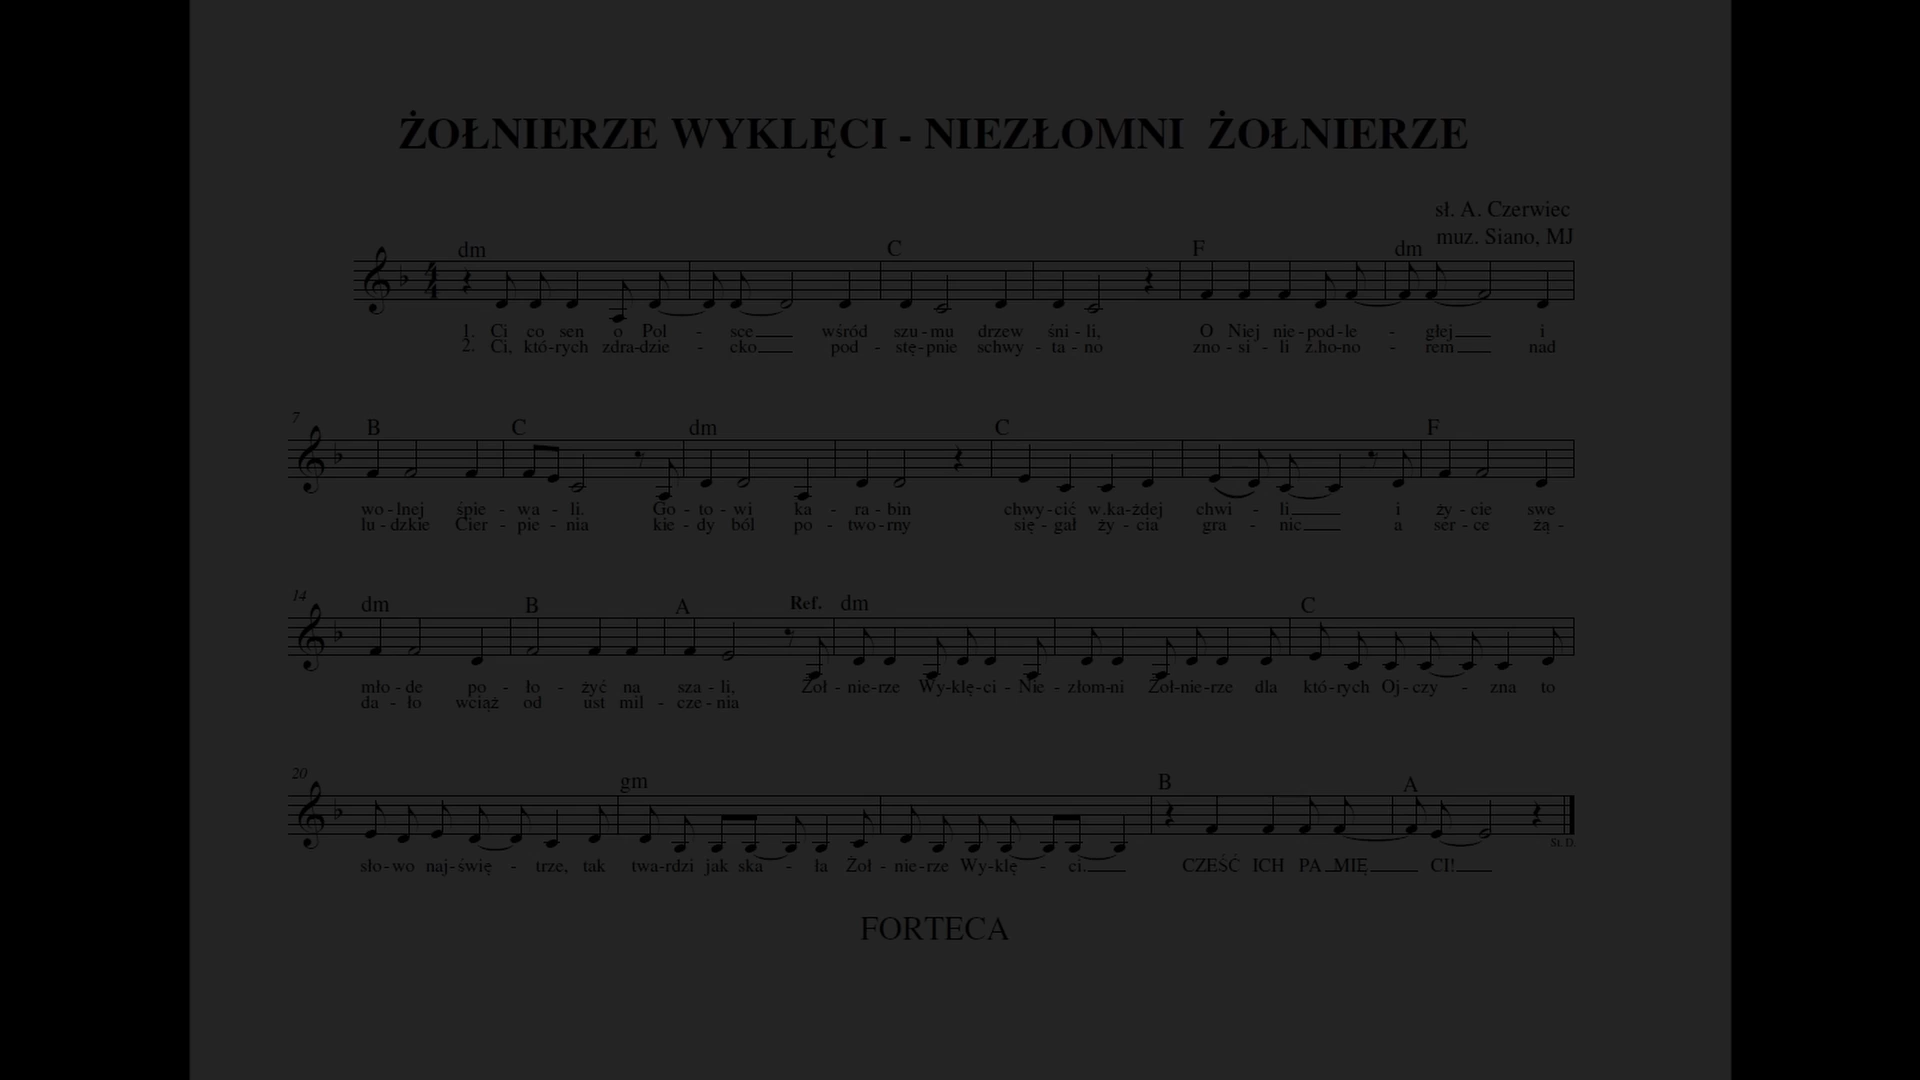 ŻOŁNIERZE WYKLĘCI - NIEZŁOMNI ŻOŁNIERZE
sł. A. Czerwiec
muz. Siano, MJ
dm C F dm
4
4
1. Ci co sen o Pol - sce wśród szu - mu drzew śni - li, O Niej nie - pod - łe - głej i
2. Ci, któ - rych zdra - dzie - cko pod - stę - pnie schwy - ta - no zno - si - li z.ho - no - rem nad
7
B C dm C F
wo - lnej śpie - wa - li. Go - to - wi ka - ra - bin chwy - cić w.ka - żdej chwi - li i ży - cie swe
lu - dzkie Cier - pie - nia kie - dy ból po - two - rny się - gał ży - cia gra - nic a ser - ce żą -
14
dm B A Ref. dm C
mło - de po - ło - żyć na sza - li, Żoł - nie - rze Wy - klę - ci - Nie - złom - ni Żoł - nie - rze dla któ - rych Oj - czy - zna to
da - ło wciąż od ust mil - cze - nia
20
gm B A
sło - wo naj - świę - trze, tak twa - rdzi jak ska - ła Żoł - nie - rze Wy - klę - ci. CZEŚĆ ICH PA MIĘ CI!
Sł. D.
FORTECA